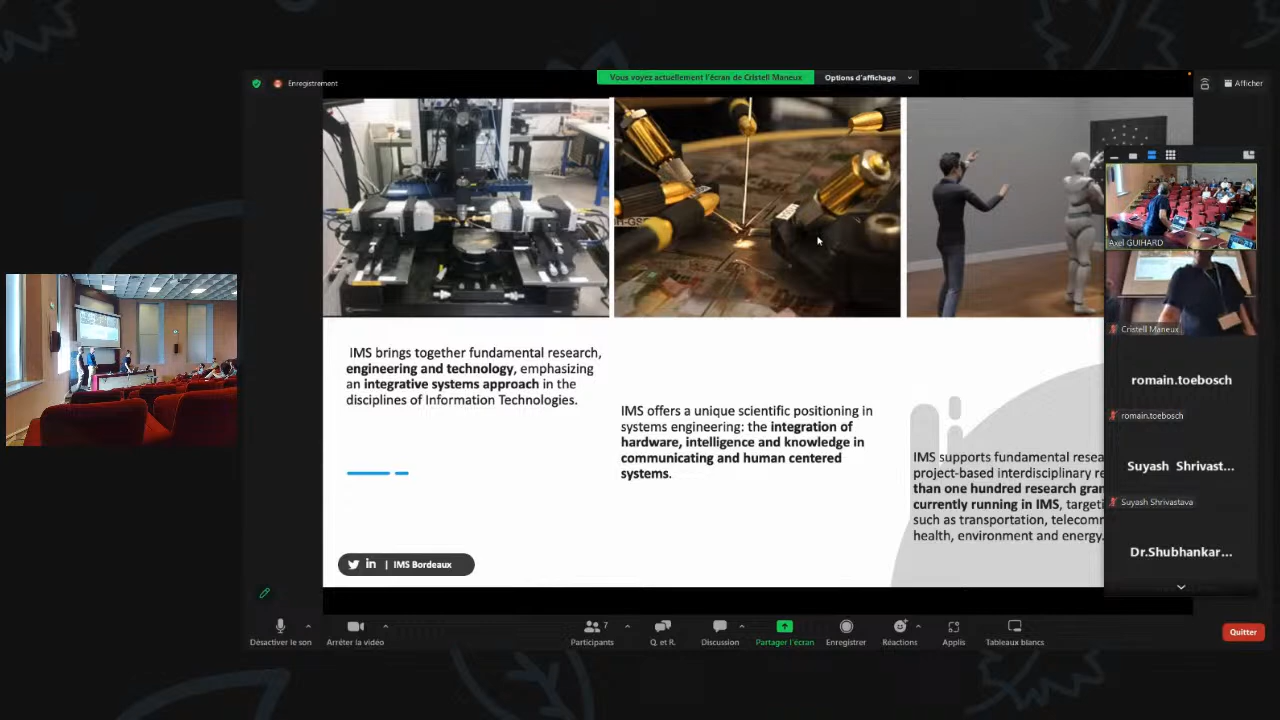 Enregistrement
Vous voyez actuellement l'écran de Cristell Maneux
Options d'affichage
Afficher
Axel GUIHARD
Cristell Maneux
romain.toebosch
romain.toebosch
Suyash Shrivast...
Suyash Shrivastava
Dr.Shubhankar...
IMS brings together fundamental research,
engineering and technology, emphasizing
an integrative systems approach in the
disciplines of Information Technologies.
IMS offers a unique scientific positioning in
systems engineering: the integration of
hardware, intelligence and knowledge in
communicating and human centered
systems.
IMS supports fundamental resea
project-based interdisciplinary re
than one hundred research gran
currently running in IMS, targeti
such as transportation, telecomm
health, environment and energy.
in | IMS Bordeaux
Désactiver le son
Arrêter la vidéo
Participants
7
Q. et R.
Discussion
Partager l'écran
Enregistrer
Réactions
Applis
Tableaux blancs
Quitter